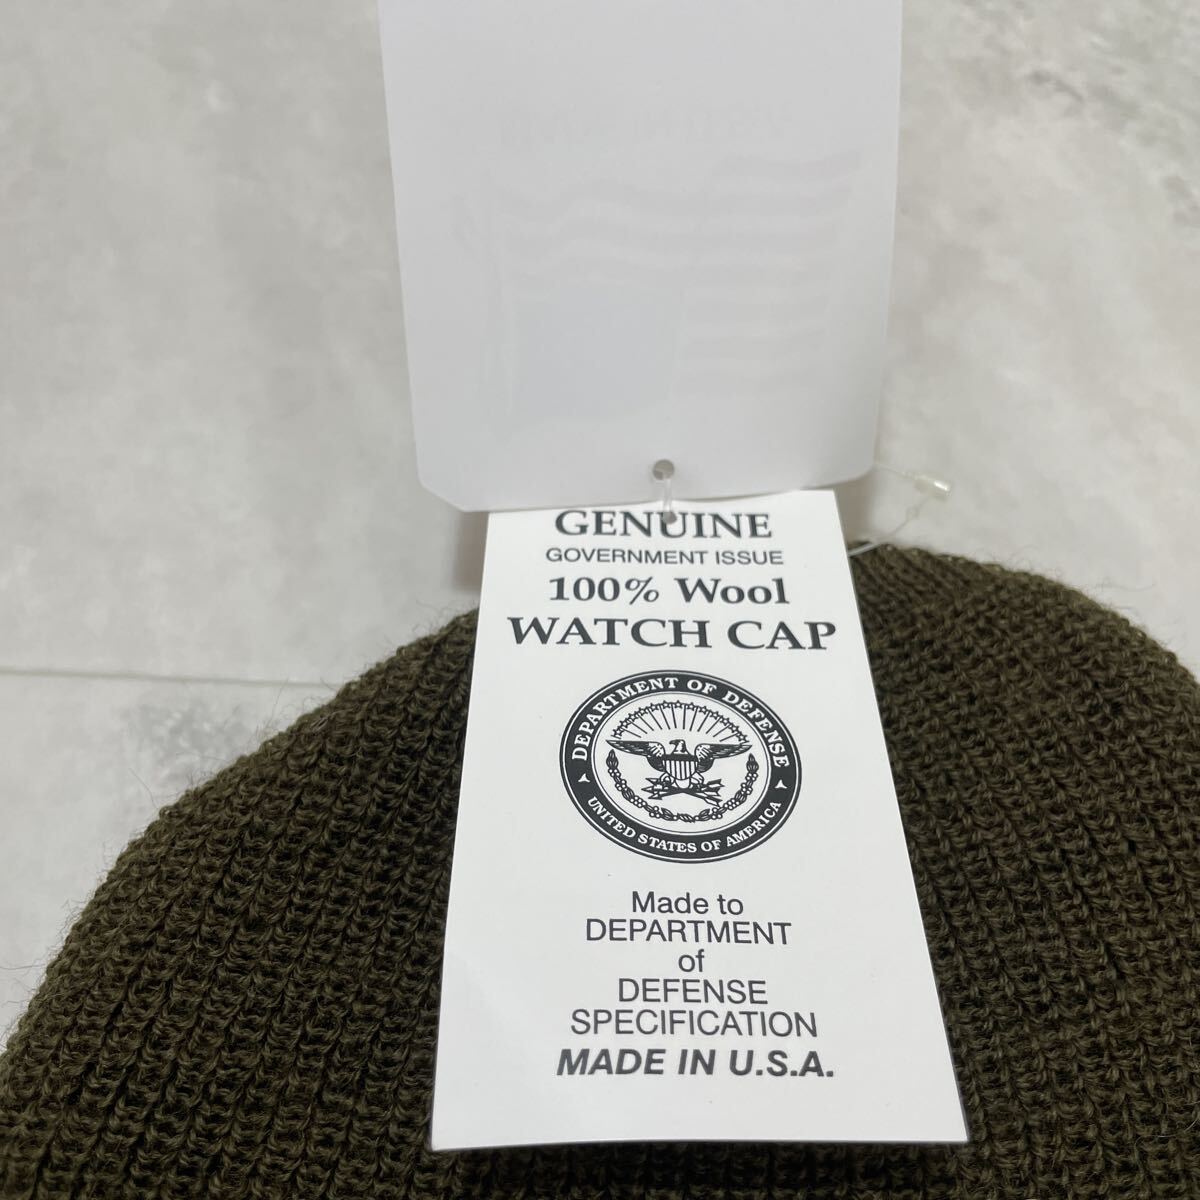 GENUINE
GOVERNMENT ISSUE
100% Wool
WATCH CAP
DEPARTMENT OF DEFENSE
UNITED STATES OF AMERICA
Made to
DEPARTMENT
of
DEFENSE
SPECIFICATION
MADE IN U.S.A.